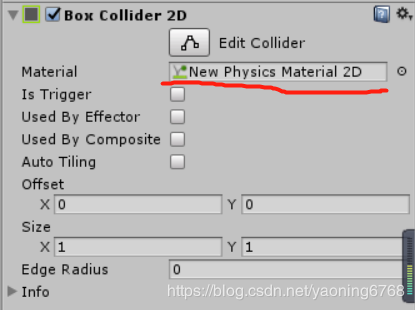 Box Collider 2D
Edit Collider
Material New Physics Material 2D
Is Trigger
Used By Effector
Used By Composite
Auto Tiling
Offset
X 0 Y 0
Size
X 1 Y 1
Edge Radius 0
Info
https://blog.csdn.net/yaoning6768